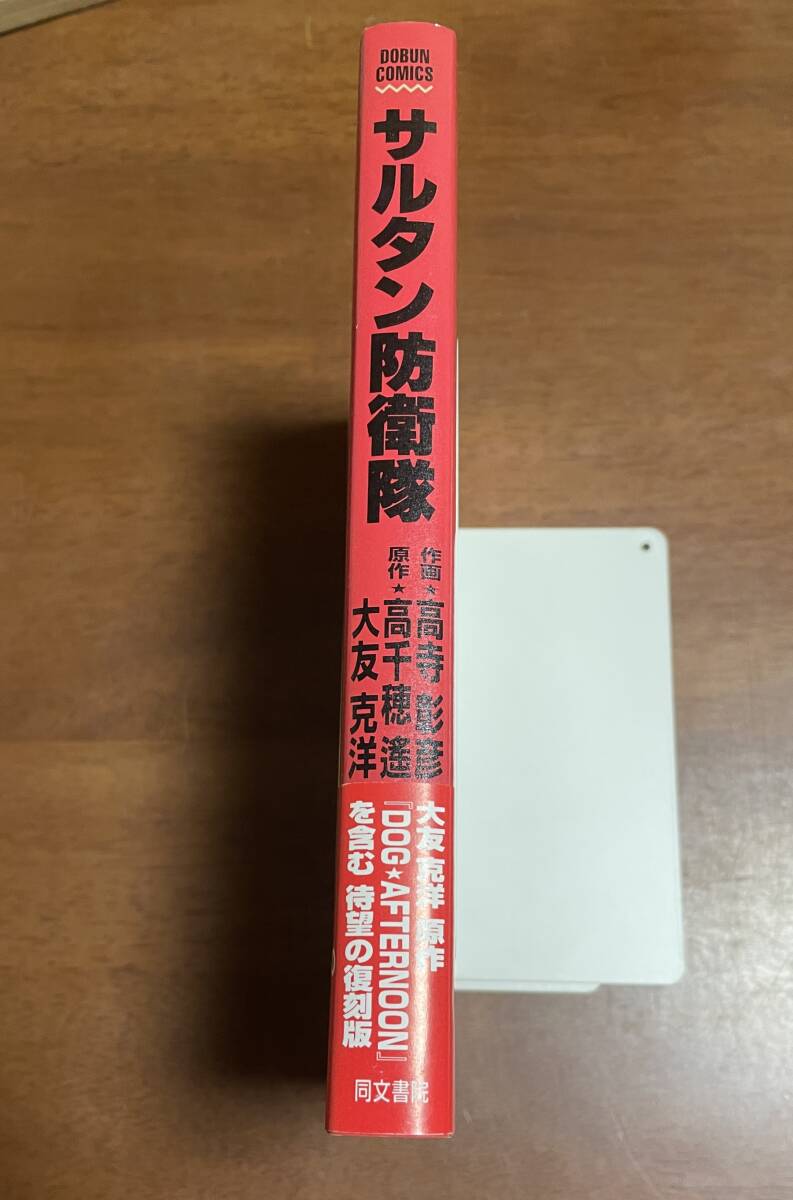 DOBUN
COMICS
サルタン防衛隊
作画★高寺 彰彦
原作★高千穂 遙
大友 克洋
大友 克祥 原作
『DOG★AFTERNOON』
を含む 待望の復刻版
同文書院